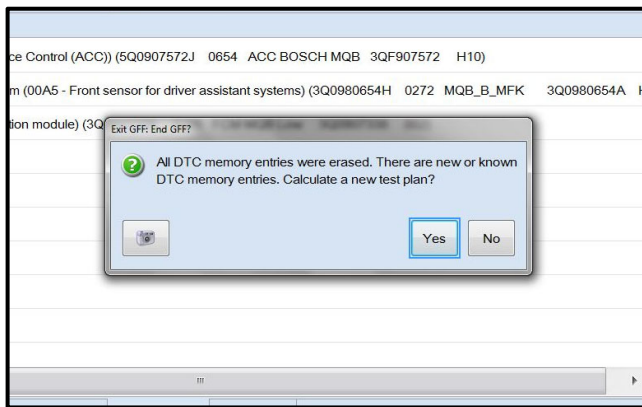 ce Control (ACC)) (5Q0907572J 0654 ACC BOSCH MQB 3QF907572 H10)
m (00A5 - Front sensor for driver assistant systems) (3Q0980654H 0272 MQB_B_MFK 3Q0980654A H
tion module) (3Q
Exit GFF: End GFF?
All DTC memory entries were erased. There are new or known
DTC memory entries. Calculate a new test plan?
Yes No